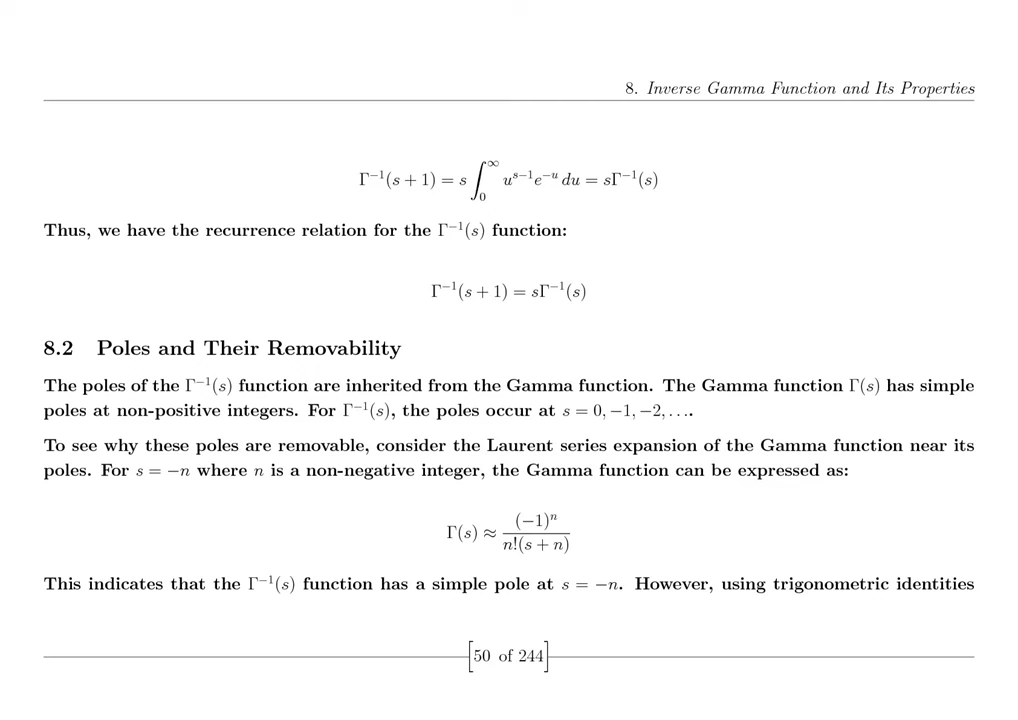 8. Inverse Gamma Function and Its Properties
Γ⁻¹(s + 1) = s ∫₀^∞ uˢ⁻¹e⁻ᵘ du = sΓ⁻¹(s)
Thus, we have the recurrence relation for the Γ⁻¹(s) function:
Γ⁻¹(s + 1) = sΓ⁻¹(s)
8.2 Poles and Their Removability
The poles of the Γ⁻¹(s) function are inherited from the Gamma function. The Gamma function Γ(s) has simple
poles at non-positive integers. For Γ⁻¹(s), the poles occur at s = 0, −1, −2, . . ..
To see why these poles are removable, consider the Laurent series expansion of the Gamma function near its
poles. For s = −n where n is a non-negative integer, the Gamma function can be expressed as:
Γ(s) ≈ (−1)ⁿ / n!(s + n)
This indicates that the Γ⁻¹(s) function has a simple pole at s = −n. However, using trigonometric identities
[50 of 244]